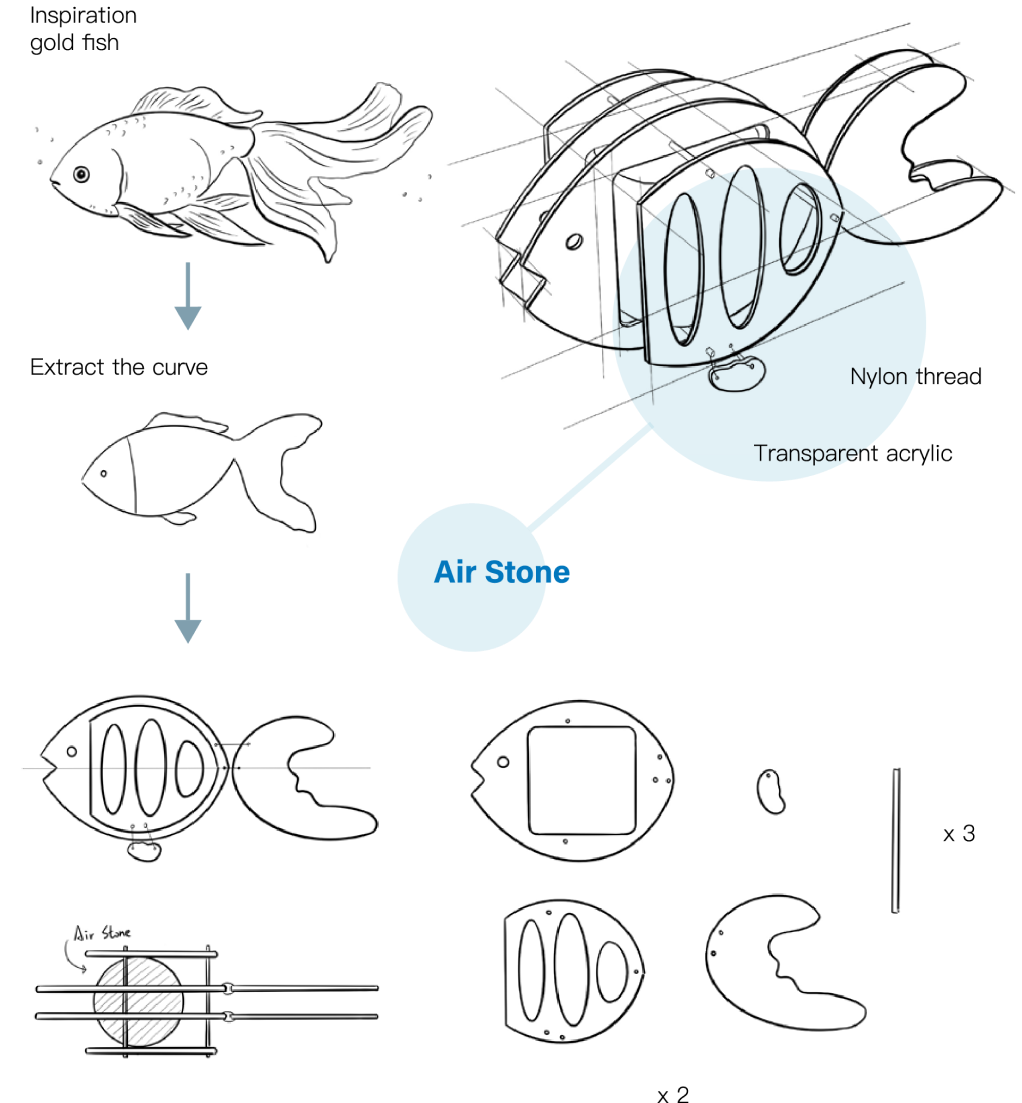 Inspiration
gold fish
Extract the curve
Nylon thread
Transparent acrylic
Air Stone
x 3
Air Stone
x 2